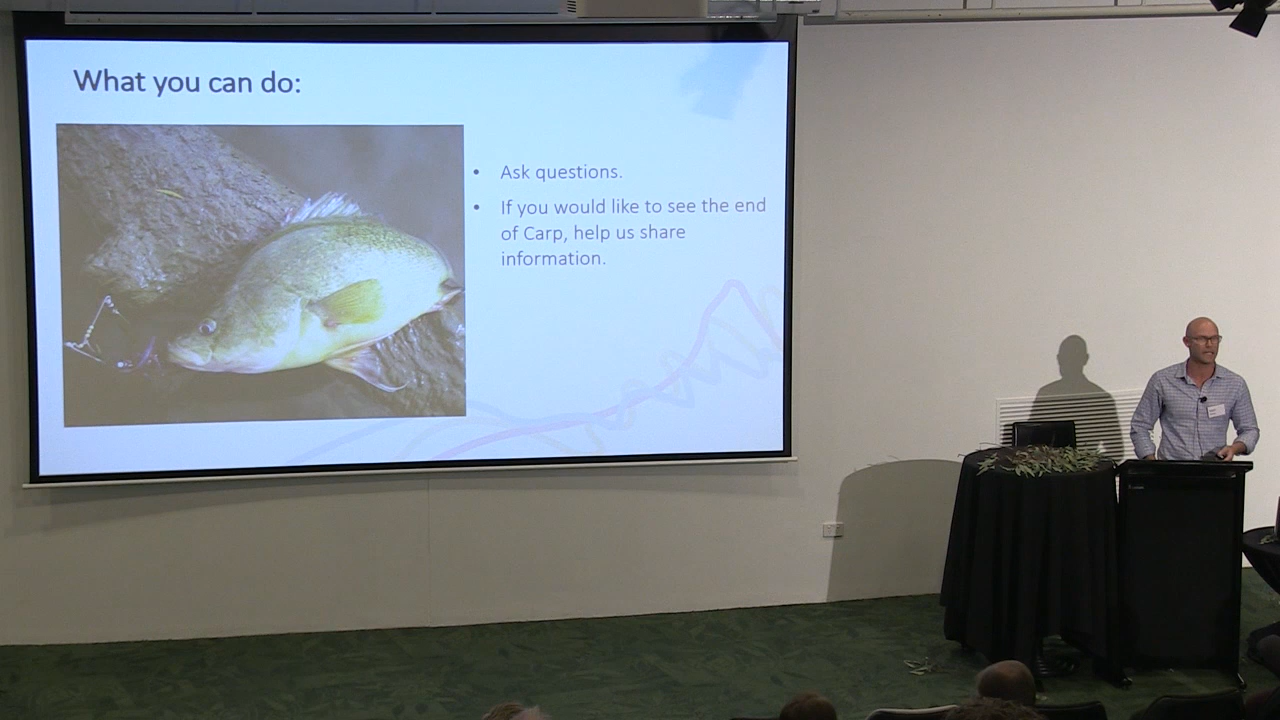 What you can do:
• Ask questions.
• If you would like to see the end
of Carp, help us share
information.